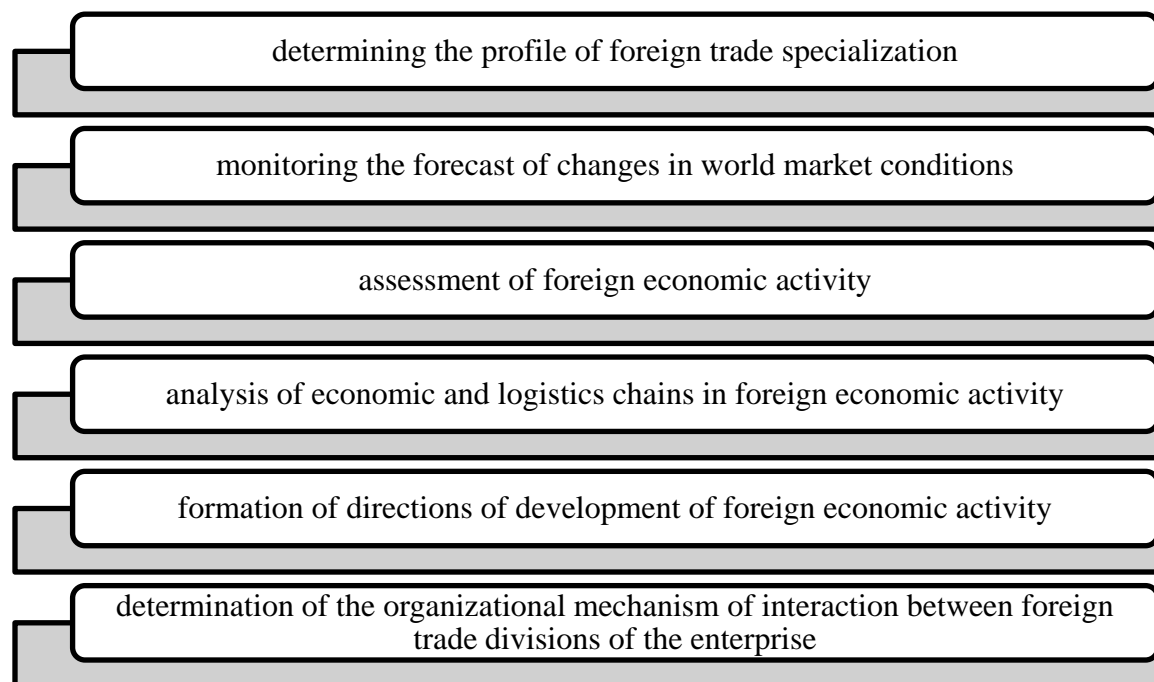 determining the profile of foreign trade specialization
monitoring the forecast of changes in world market conditions
assessment of foreign economic activity
analysis of economic and logistics chains in foreign economic activity
formation of directions of development of foreign economic activity
determination of the organizational mechanism of interaction between foreign
trade divisions of the enterprise